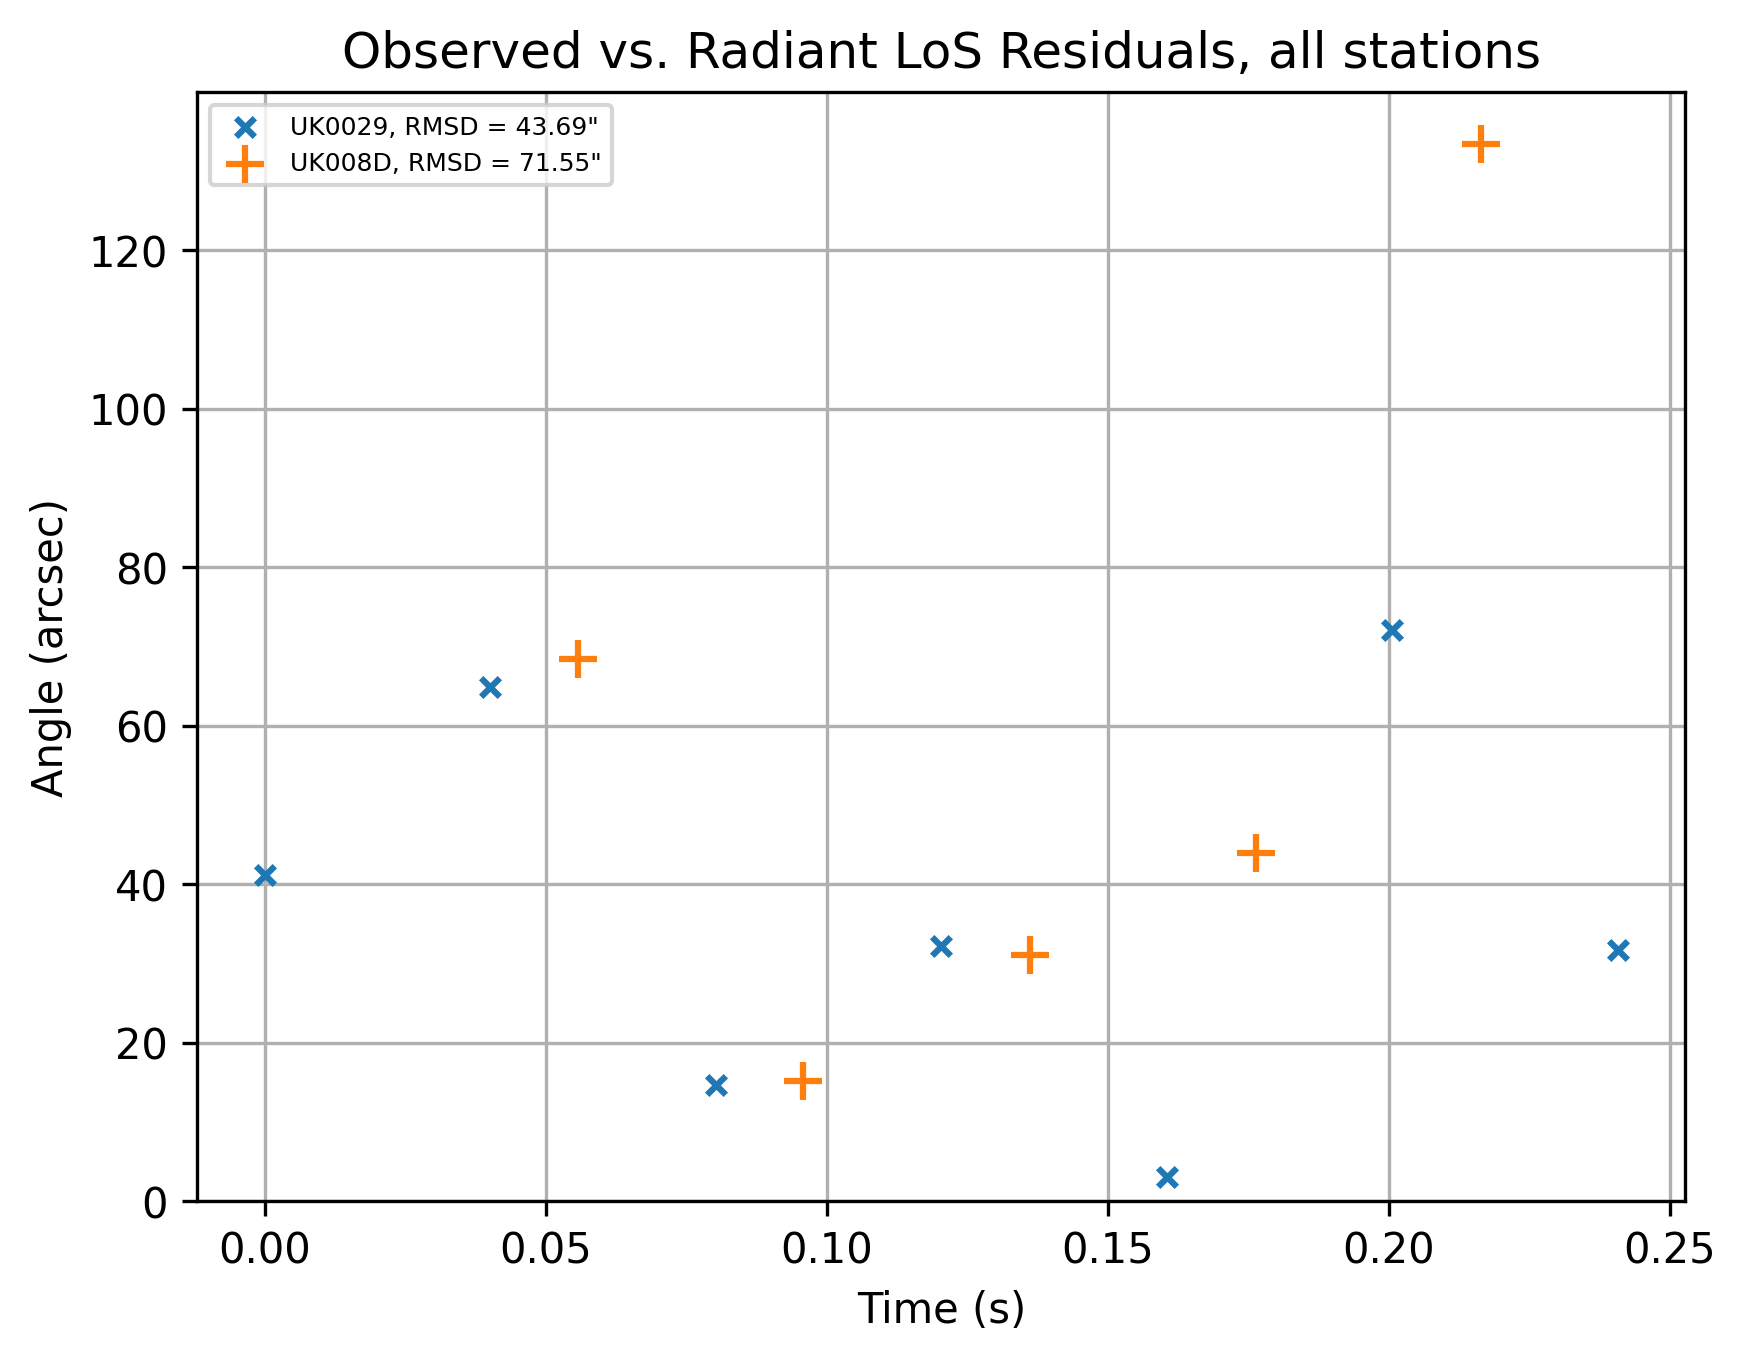 Observed vs. Radiant LoS Residuals, all stations
UK0029, RMSD = 43.69"
UK008D, RMSD = 71.55"
120
100
80
60
40
20
0
Angle (arcsec)
0.00 0.05 0.10 0.15 0.20 0.25
Time (s)